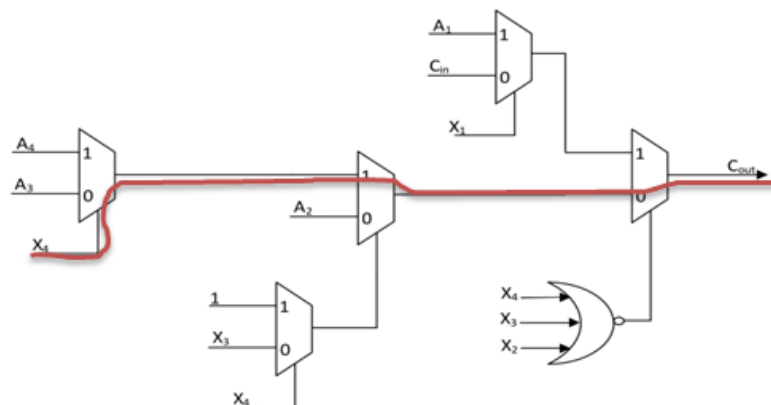 A₁
1
Cᵢₙ
0
X₁
A₄
1
A₃
0
X₄
1
A₂
0
1
Cₒᵤₜ
0
1
1
X₃
0
X₄
X₄
X₃
X₂